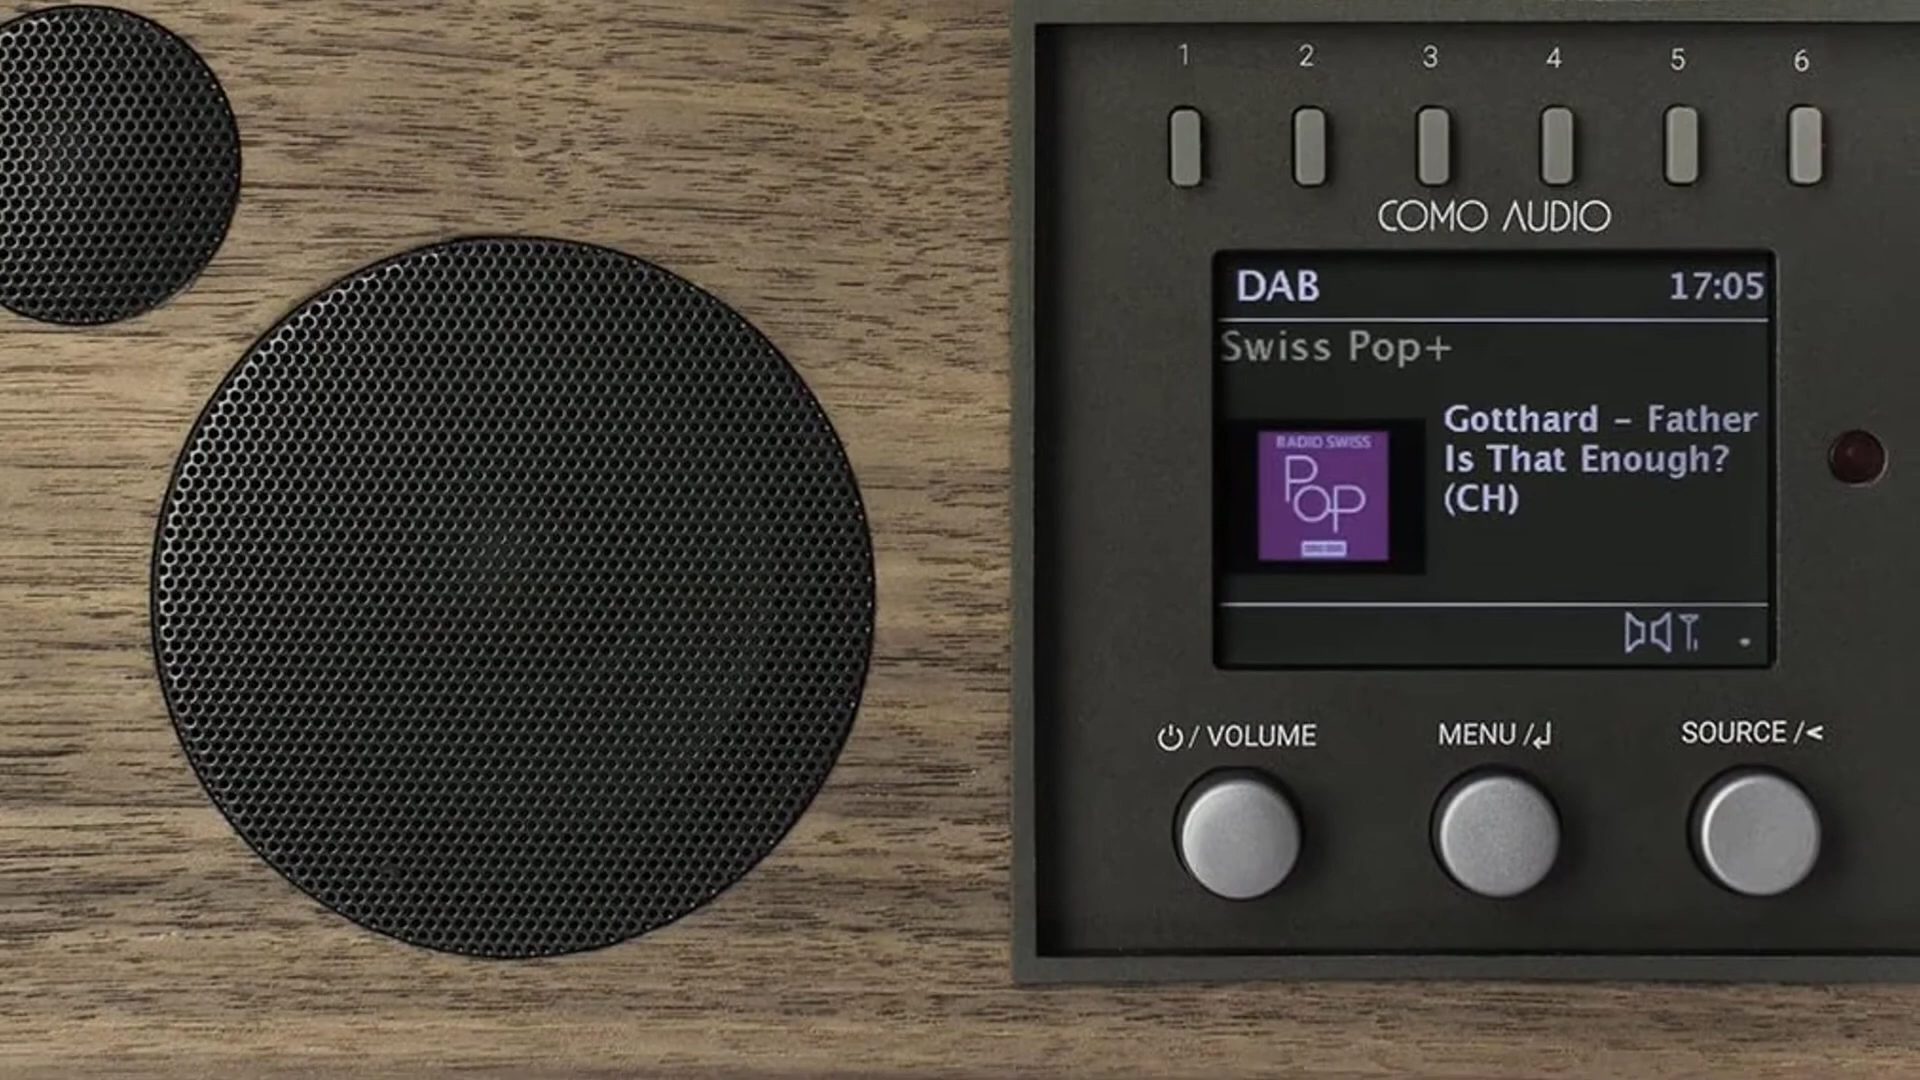 1 2 3 4 5 6
COMO AUDIO
DAB 17:05
Swiss Pop+
Gotthard – Father
Is That Enough?
(CH)
RADIO SWISS
POP
/ VOLUME
MENU /
SOURCE /<